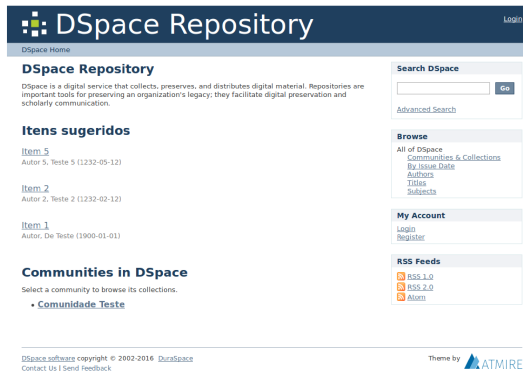 DSpace Repository
Login
DSpace Home
DSpace Repository
DSpace is a digital service that collects, preserves, and distributes digital material. Repositories are
important tools for preserving an organization's legacy; they facilitate digital preservation and
scholarly communication.
Itens sugeridos
Item 5
Autor 5, Teste 5 (1232-05-12)
Item 2
Autor 2, Teste 2 (1232-02-12)
Item 1
Autor, De Teste (1900-01-01)
Communities in DSpace
Select a community to browse its collections.
• Comunidade Teste
Search DSpace
Go
Advanced Search
Browse
All of DSpace
Communities & Collections
By Issue Date
Authors
Titles
Subjects
My Account
Login
Register
RSS Feeds
RSS 1.0
RSS 2.0
Atom
DSpace software copyright © 2002-2016 DuraSpace
Contact Us | Send Feedback
Theme by ATMIRE